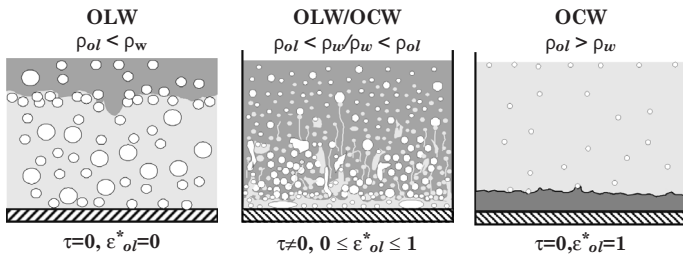 OLW
ρol < ρw
τ=0, ε*ol=0
OLW/OCW
ρol < ρw/ρw < ρol
τ≠0, 0 ≤ ε*ol ≤ 1
OCW
ρol > ρw
τ=0,ε*ol=1